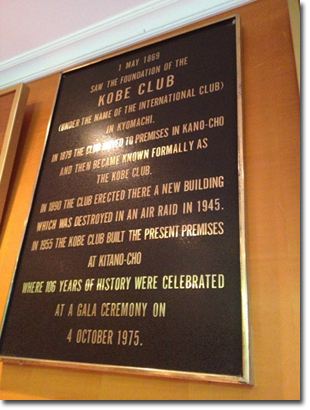 1 MAY 1869
SAW THE FOUNDATION OF THE
KOBE CLUB
(UNDER THE NAME OF THE INTERNATIONAL CLUB)
IN KYOMACHI.
IN 1879 THE CLUB MOVED TO PREMISES IN KANO-CHO
AND THEN BECAME KNOWN FORMALLY AS
THE KOBE CLUB.
IN 1890 THE CLUB ERECTED THERE A NEW BUILDING
WHICH WAS DESTROYED IN AN AIR RAID IN 1945.
IN 1955 THE KOBE CLUB BUILT THE PRESENT PREMISES
AT KITANO-CHO
WHERE 106 YEARS OF HISTORY WERE CELEBRATED
AT A GALA CEREMONY ON
4 OCTOBER 1975.